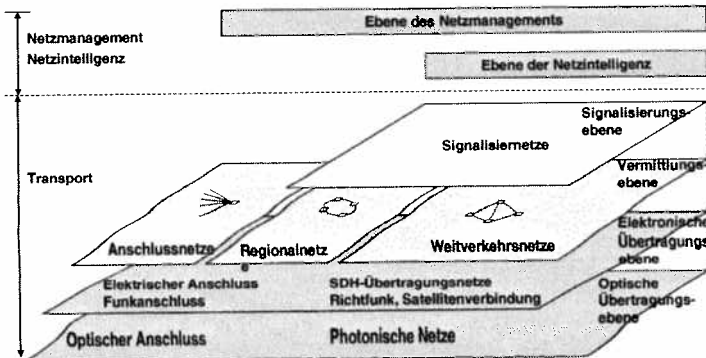 Ebene des Netzmanagements
Netzmanagement
Netzintelligenz
Ebene der Netzintelligenz
Signalisierungs-
ebene
Signalisiernetze
Transport
Vermittlungs-
ebene
Anschlussnetze
Regionalnetz
e
Weitverkehrsnetze
Elektronische
Übertragungs
ebene
Elektrischer Anschluss
Funkanschluss
SDH-Übertragungsnetze
Richtfunk, Satellitenverbindung
Optische
Übertragungs-
ebene
Optischer Anschluss
Photonische Netze